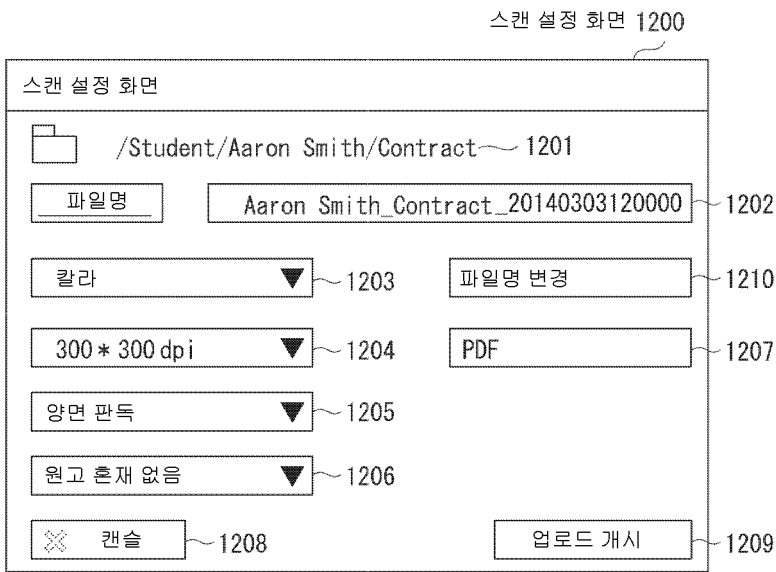 스캔 설정 화면 1200
스캔 설정 화면
/Student/Aaron Smith/Contract 1201
파일명 Aaron Smith_Contract_20140303120000 1202
칼라 1203 파일명 변경 1210
300*300 dpi 1204 PDF 1207
양면 판독 1205
원고 혼재 없음 1206
캔슬 1208 업로드 개시 1209